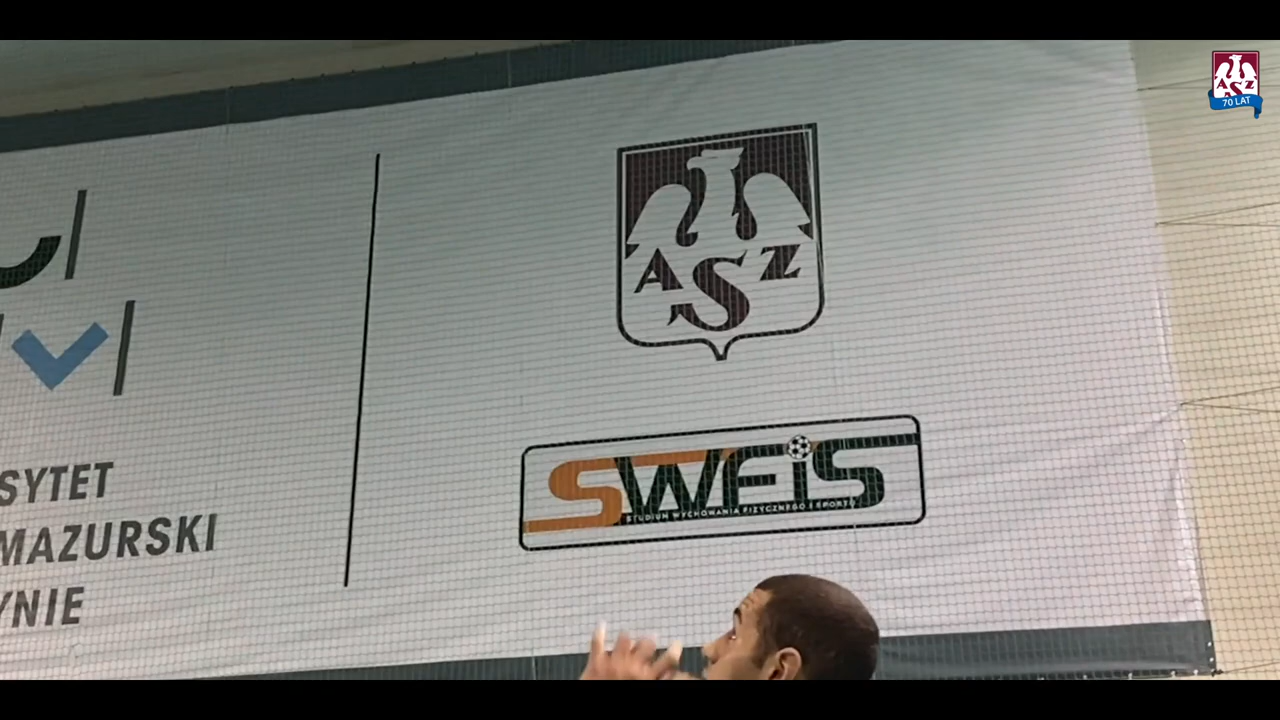 AZS
70 LAT
AZS
SWFiS
STUDIUM WYCHOWANIA FIZYCZNEGO I SPORTU
SYTET
MAZURSKI
YNIE